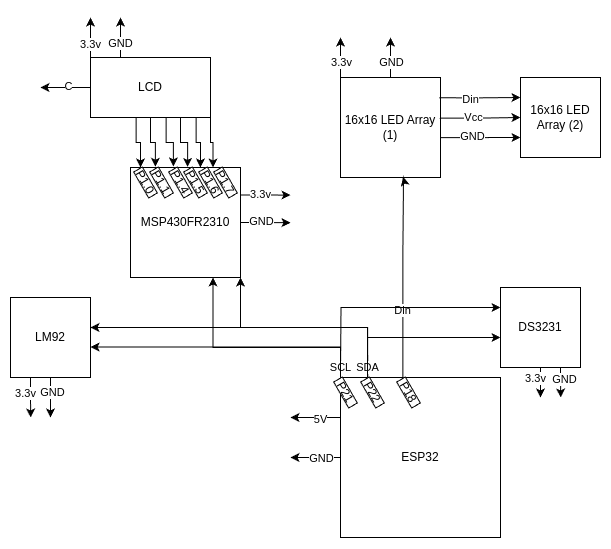 3.3v
GND
C
LCD
P1.0
P1.1
P1.4
P1.5
P1.6
P1.7
MSP430FR2310
3.3v
GND
3.3v
GND
16x16 LED Array
(1)
Din
Vcc
GND
16x16 LED
Array (2)
LM92
3.3v
GND
Din
DS3231
3.3v
GND
SCL
SDA
P21
P22
P18
5V
GND
ESP32